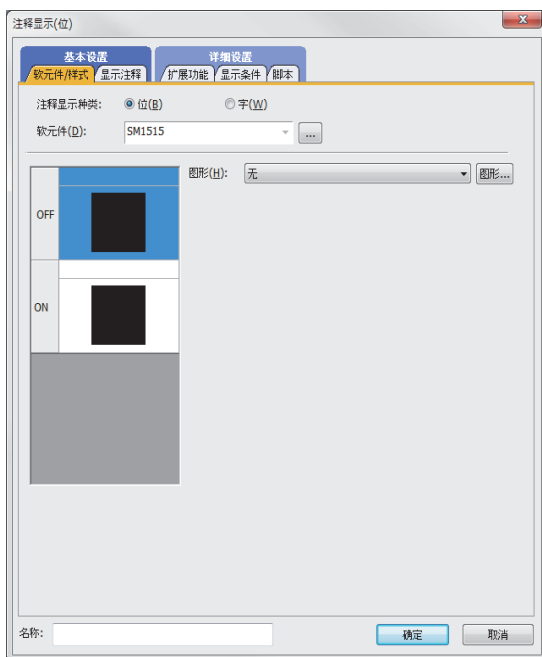 注释显示(位)
基本设置 详细设置
软元件/样式 显示注释 扩展功能 显示条件 脚本
注释显示种类: 位(B) 字(W)
软元件(D): SM1515 ...
图形(H): 无 图形...
OFF
ON
名称: 确定 取消